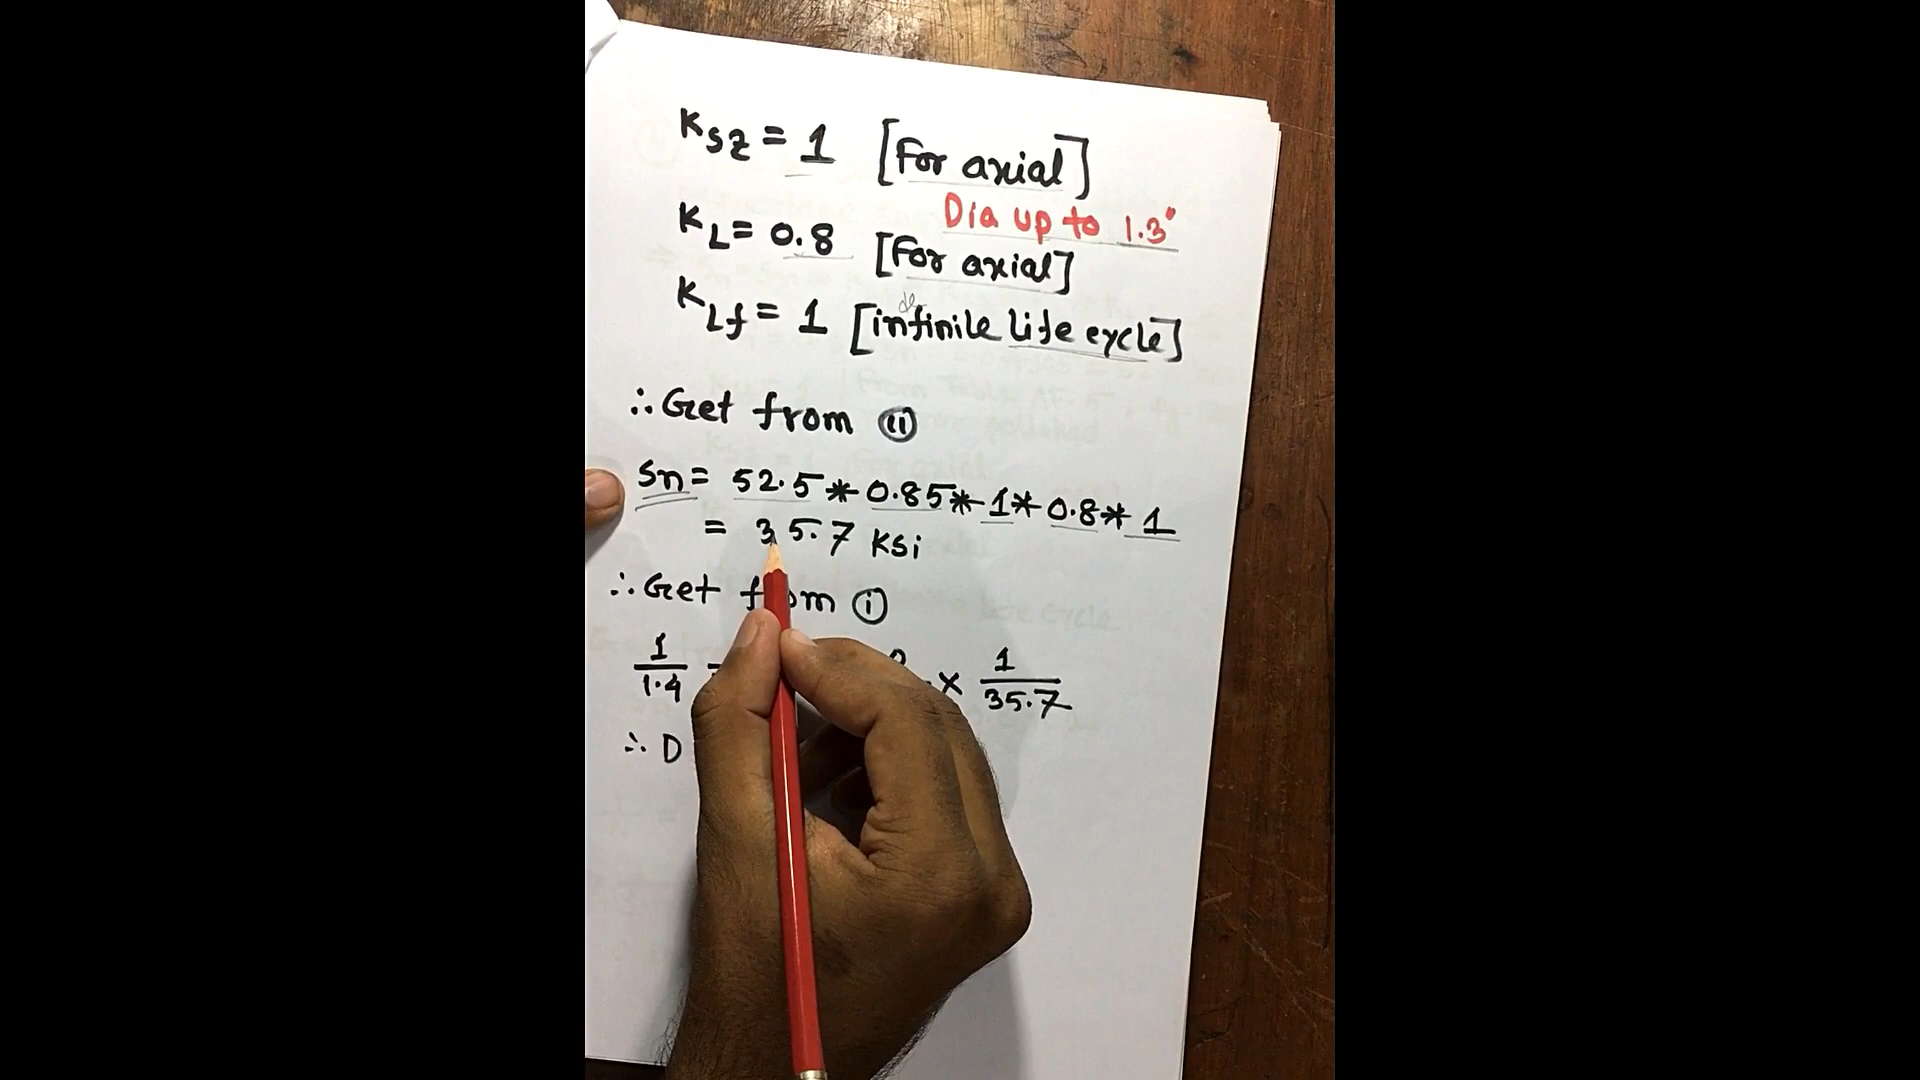 Ksz = 1 [For axial]
Dia up to 1.3"
KL = 0.8 [For axial]
KLf = 1 [infinile life cycle]
∴ Get from (ii)
Sn = 52.5 * 0.85 * 1 * 0.8 * 1
= 35.7 Ksi
∴ Get from (i)
1/1.4 = × 1/35.7
∴ D